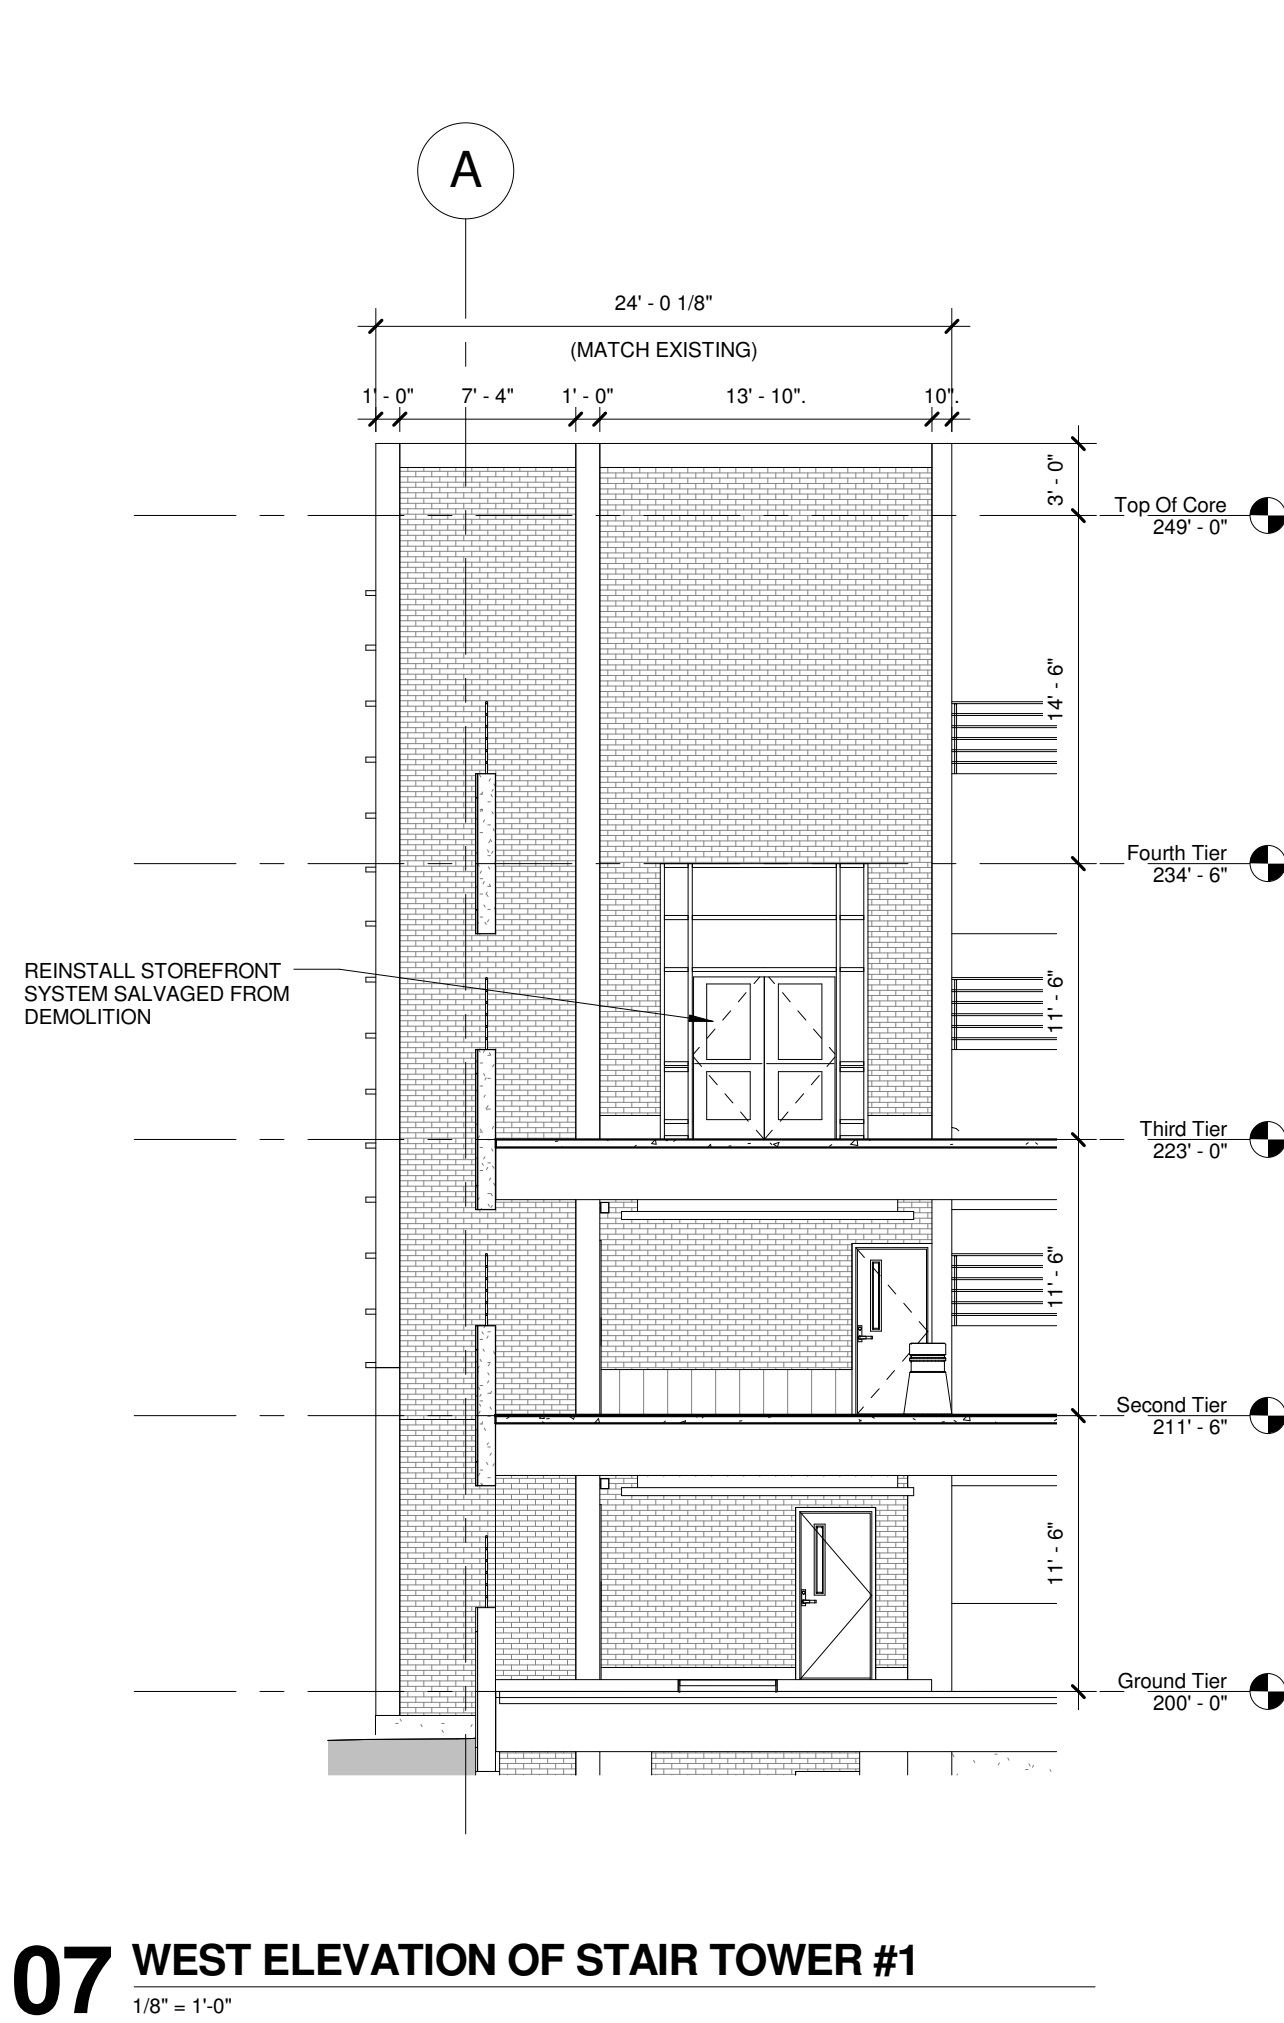 A
24' - 0 1/8"
(MATCH EXISTING)
1' - 0" 7' - 4" 1' - 0" 13' - 10". 10".
3' - 0"
Top Of Core
249' - 0"
14' - 6"
Fourth Tier
234' - 6"
REINSTALL STOREFRONT
SYSTEM SALVAGED FROM
DEMOLITION
11' - 6"
Third Tier
223' - 0"
11' - 6"
Second Tier
211' - 6"
11' - 6"
Ground Tier
200' - 0"
07 WEST ELEVATION OF STAIR TOWER #1
1/8" = 1'-0"